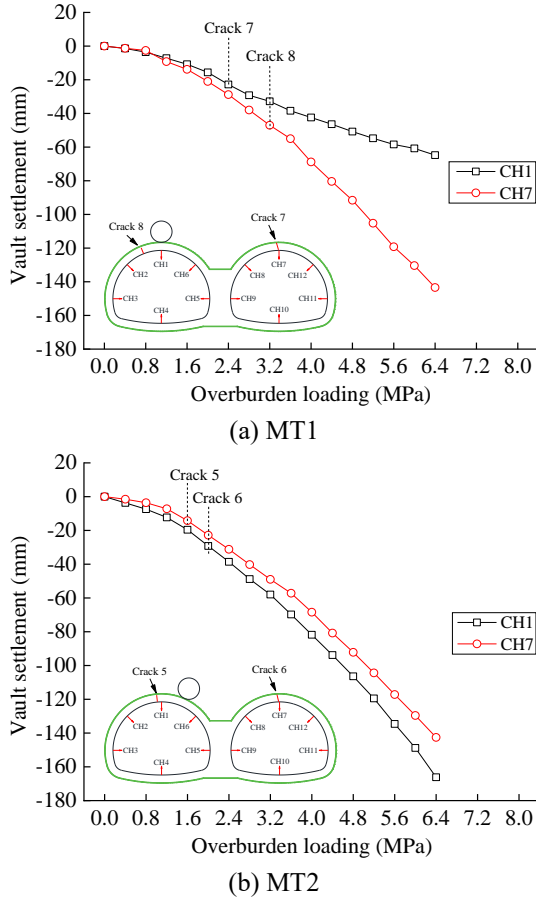 20
0
-20
-40
-60
-80
-100
-120
-140
-160
-180
Vault settlement (mm)
Crack 7
Crack 8
CH1
CH7
Crack 8
Crack 7
CH1
CH2
CH6
CH3
CH5
CH4
CH7
CH8
CH12
CH9
CH11
CH10
0.0 0.8 1.6 2.4 3.2 4.0 4.8 5.6 6.4 7.2 8.0
Overburden loading (MPa)
(a) MT1
20
0
-20
-40
-60
-80
-100
-120
-140
-160
-180
Vault settlement (mm)
Crack 5
Crack 6
CH1
CH7
Crack 5
Crack 6
CH1
CH2
CH6
CH3
CH5
CH4
CH7
CH8
CH12
CH9
CH11
CH10
0.0 0.8 1.6 2.4 3.2 4.0 4.8 5.6 6.4 7.2 8.0
Overburden loading (MPa)
(b) MT2